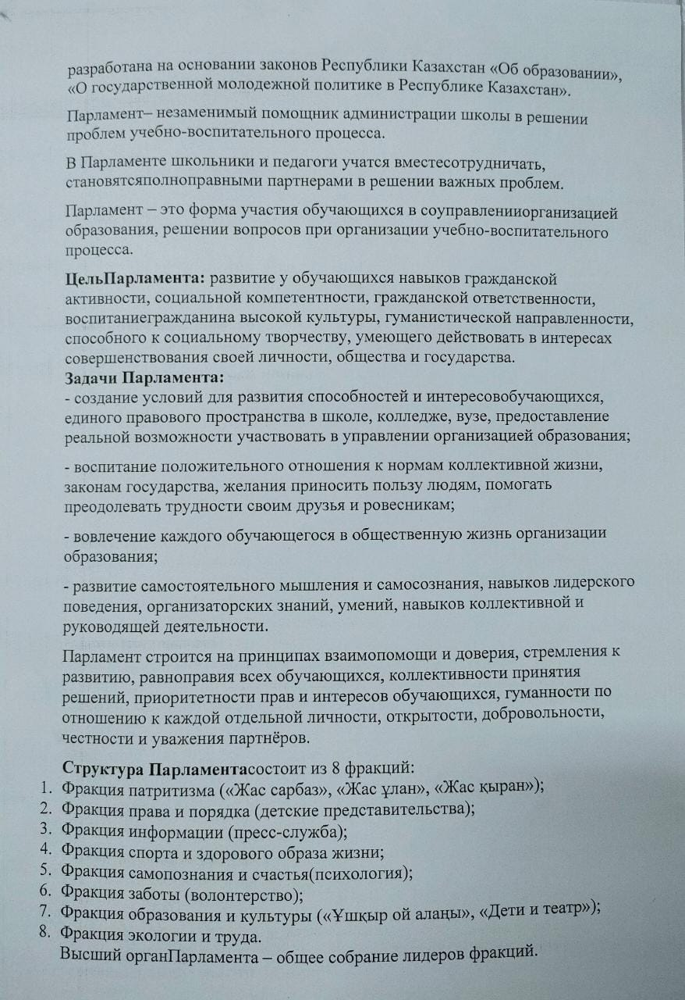 разработана на основании законов Республики Казахстан «Об образовании»,
«О государственной молодежной политике в Республике Казахстан».
Парламент– незаменимый помощник администрации школы в решении
проблем учебно-воспитательного процесса.
В Парламенте школьники и педагоги учатся вместесотрудничать,
становятсяполноправными партнерами в решении важных проблем.
Парламент – это форма участия обучающихся в соуправленииорганизацией
образования, решении вопросов при организации учебно-воспитательного
процесса.
ЦельПарламента: развитие у обучающихся навыков гражданской
активности, социальной компетентности, гражданской ответственности,
воспитаниегражданина высокой культуры, гуманистической направленности,
способного к социальному творчеству, умеющего действовать в интересах
совершенствования своей личности, общества и государства.
Задачи Парламента:
- создание условий для развития способностей и интересовобучающихся,
единого правового пространства в школе, колледже, вузе, предоставление
реальной возможности участвовать в управлении организацией образования;
- воспитание положительного отношения к нормам коллективной жизни,
законам государства, желания приносить пользу людям, помогать
преодолевать трудности своим друзья и ровесникам;
- вовлечение каждого обучающегося в общественную жизнь организации
образования;
- развитие самостоятельного мышления и самосознания, навыков лидерского
поведения, организаторских знаний, умений, навыков коллективной и
руководящей деятельности.
Парламент строится на принципах взаимопомощи и доверия, стремления к
развитию, равноправия всех обучающихся, коллективности принятия
решений, приоритетности прав и интересов обучающихся, гуманности по
отношению к каждой отдельной личности, открытости, добровольности,
честности и уважения партнёров.
Структура Парламентасостоит из 8 фракций:
1. Фракция патритизма («Жас сарбаз», «Жас ұлан», «Жас қыран»);
2. Фракция права и порядка (детские представительства);
3. Фракция информации (пресс-служба);
4. Фракция спорта и здорового образа жизни;
5. Фракция самопознания и счастья(психология);
6. Фракция заботы (волонтерство);
7. Фракция образования и культуры («Ұшқыр ой алаңы», «Дети и театр»);
8. Фракция экологии и труда.
Высший органПарламента – общее собрание лидеров фракций.